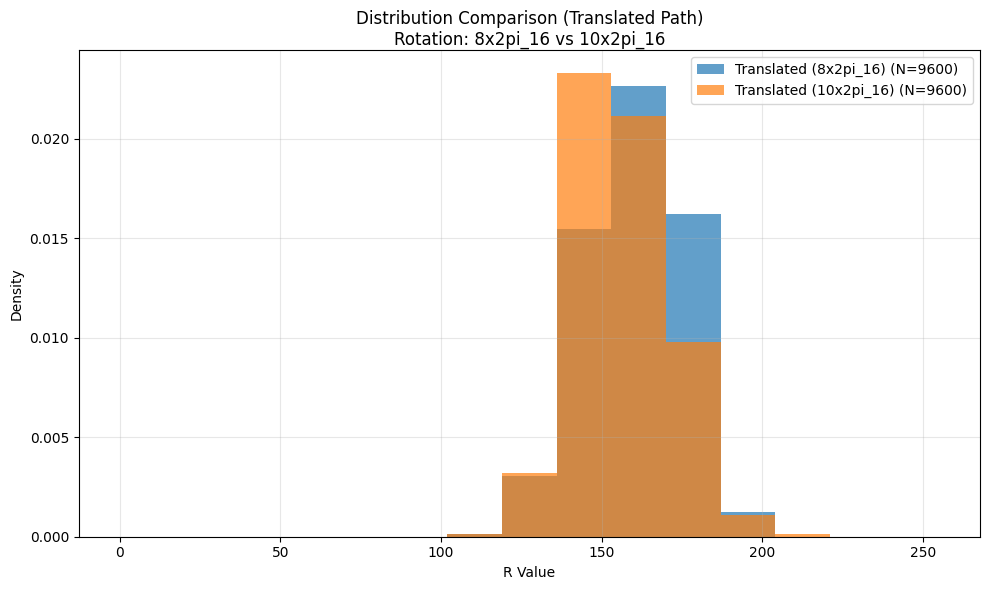 Distribution Comparison (Translated Path)
Rotation: 8x2pi_16 vs 10x2pi_16
Translated (8x2pi_16) (N=9600)
Translated (10x2pi_16) (N=9600)
Density
0.020
0.015
0.010
0.005
0.000
0 50 100 150 200 250
R Value